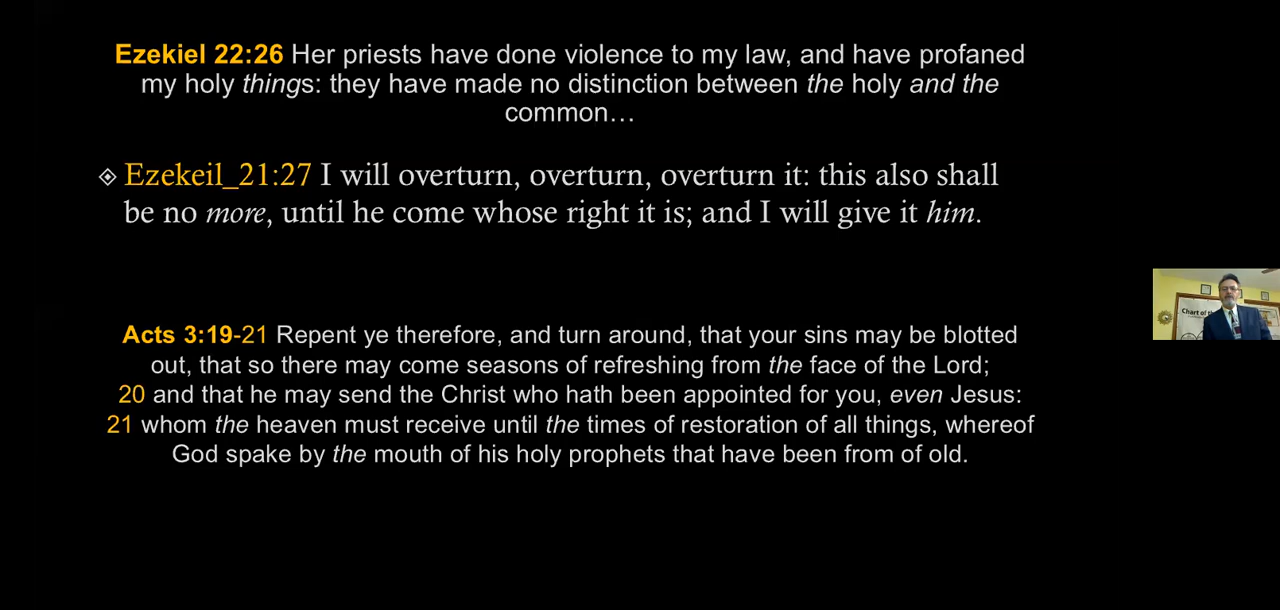 Ezekiel 22:26 Her priests have done violence to my law, and have profaned
my holy things: they have made no distinction between the holy and the
common…
Ezekeil_21:27 I will overturn, overturn, overturn it: this also shall
be no more, until he come whose right it is; and I will give it him.
Acts 3:19-21 Repent ye therefore, and turn around, that your sins may be blotted
out, that so there may come seasons of refreshing from the face of the Lord;
20 and that he may send the Christ who hath been appointed for you, even Jesus:
21 whom the heaven must receive until the times of restoration of all things, whereof
God spake by the mouth of his holy prophets that have been from of old.
Chart of